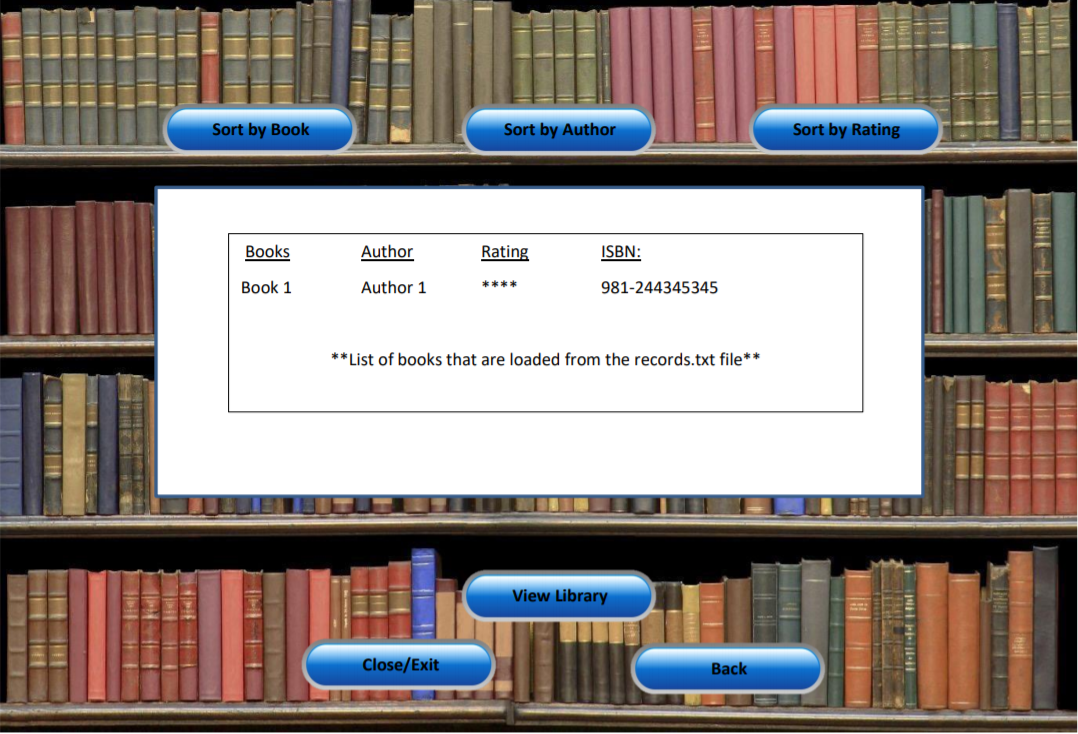 Sort by Book Sort by Author Sort by Rating
Books Author Rating ISBN:
Book 1 Author 1 **** 981-244345345
**List of books that are loaded from the records.txt file**
View Library
Close/Exit Back